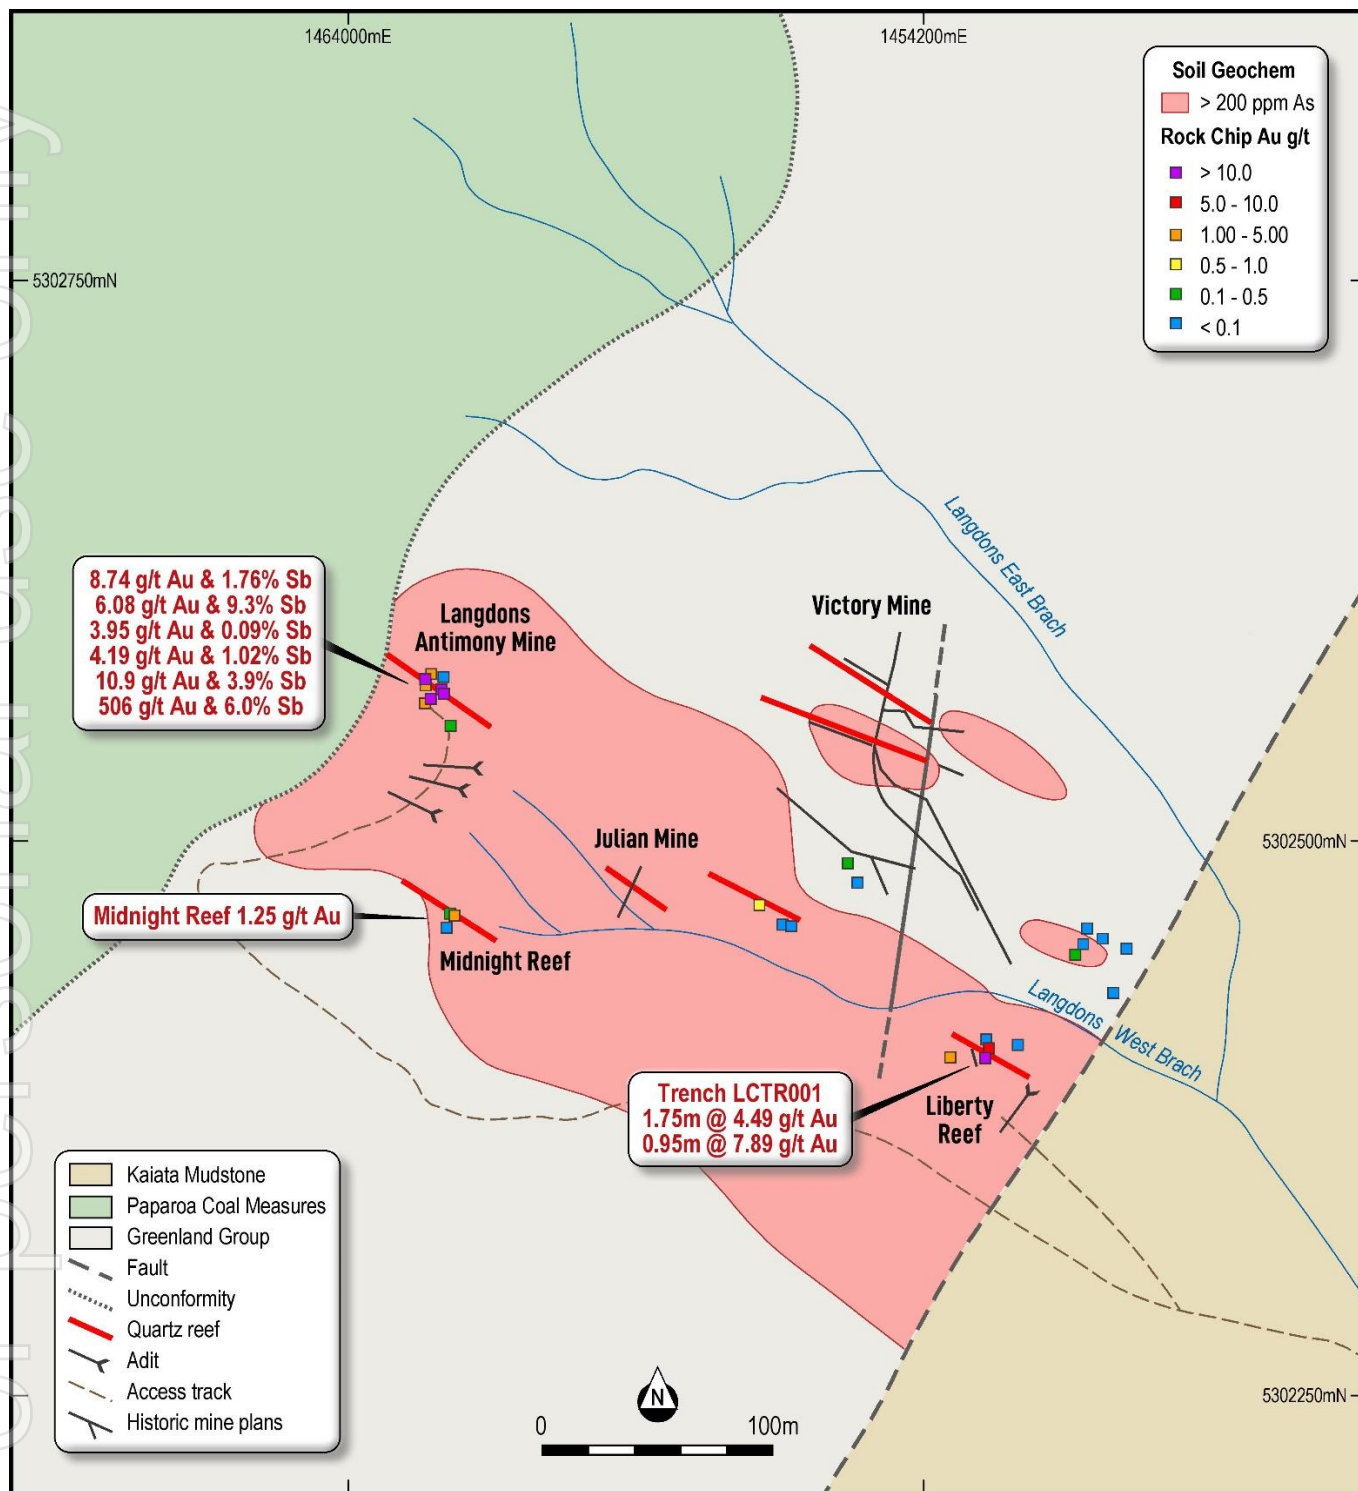 1464000mE
1454200mE
Soil Geochem
> 200 ppm As
Rock Chip Au g/t
> 10.0
5.0 - 10.0
1.00 - 5.00
0.5 - 1.0
0.1 - 0.5
< 0.1
5302750mN
Langdons East Brach
8.74 g/t Au & 1.76% Sb
6.08 g/t Au & 9.3% Sb
3.95 g/t Au & 0.09% Sb
4.19 g/t Au & 1.02% Sb
10.9 g/t Au & 3.9% Sb
506 g/t Au & 6.0% Sb
Langdons
Antimony Mine
Victory Mine
Julian Mine
5302500mN
Midnight Reef 1.25 g/t Au
Midnight Reef
Langdons West Brach
Trench LCTR001
1.75m @ 4.49 g/t Au
0.95m @ 7.89 g/t Au
Liberty
Reef
Kaiata Mudstone
Paparoa Coal Measures
Greenland Group
Fault
Unconformity
Quartz reef
Adit
Access track
Historic mine plans
N
0 100m
5302250mN
or personal use only